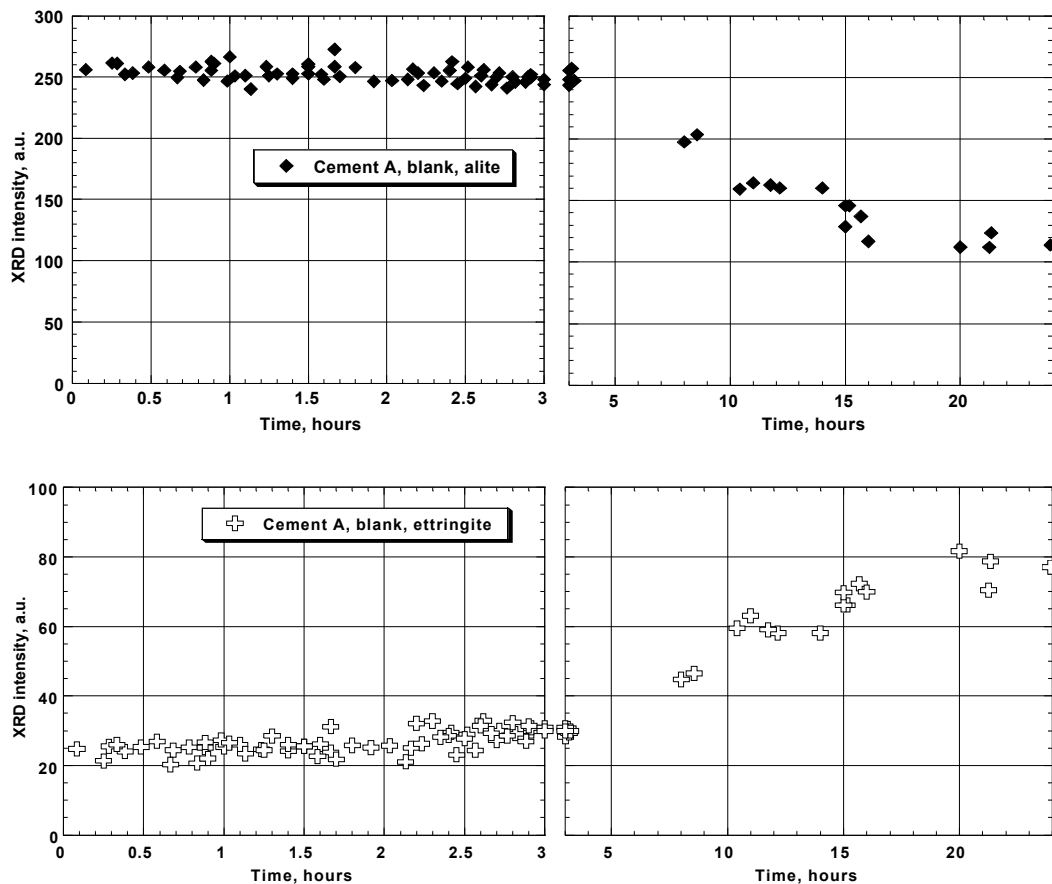 300
250
200
150
100
50
0
XRD intensity, a.u.
Cement A, blank, alite
0 0.5 1 1.5 2 2.5 3
5 10 15 20
Time, hours
Time, hours
100
80
60
40
20
0
XRD intensity, a.u.
Cement A, blank, ettringite
0 0.5 1 1.5 2 2.5 3
5 10 15 20
Time, hours
Time, hours